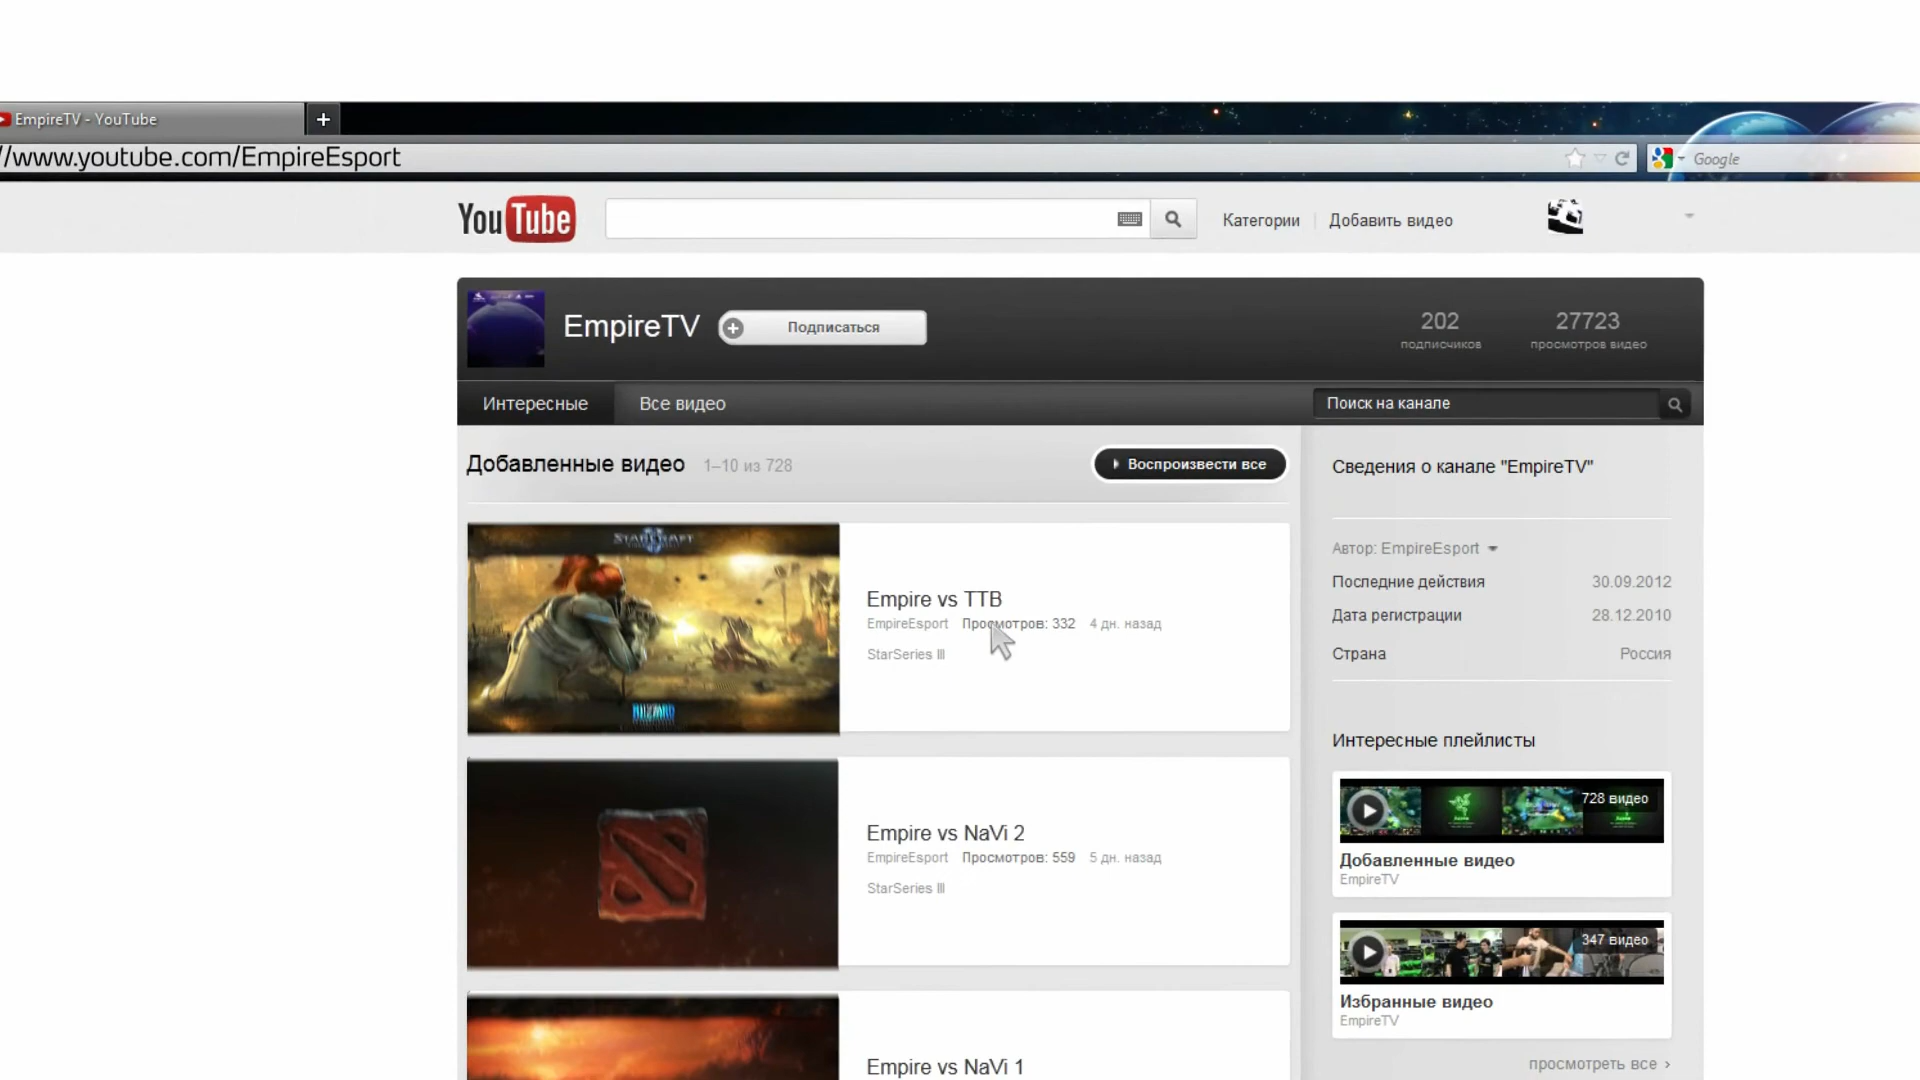 EmpireTV - YouTube
//www.youtube.com/EmpireEsport
Google
YouTube
Категории
Добавить видео
EmpireTV
Подписаться
202
подписчиков
27723
просмотров видео
Интересные
Все видео
Поиск на канале
Добавленные видео 1–10 из 728
Воспроизвести все
STARCRAFT
BLIZZARD
Empire vs TTB
EmpireEsport Просмотров: 332 4 дн. назад
StarSeries III
Empire vs NaVi 2
EmpireEsport Просмотров: 559 5 дн. назад
StarSeries III
Empire vs NaVi 1
Сведения о канале "EmpireTV"
Автор: EmpireEsport
Последние действия 30.09.2012
Дата регистрации 28.12.2010
Страна Россия
Интересные плейлисты
728 видео
Добавленные видео
EmpireTV
347 видео
Избранные видео
EmpireTV
просмотреть все ›